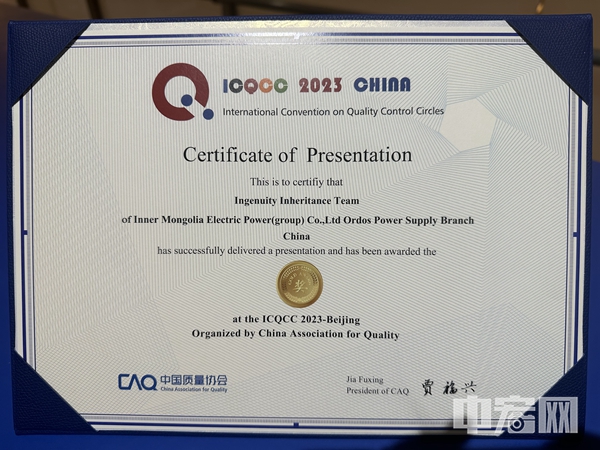 ICQCC 2023 CHINA
International Convention on Quality Control Circles
Certificate of Presentation
This is to certifiy that
Ingenuity Inheritance Team
of Inner Mongolia Electric Power(group) Co.,Ltd Ordos Power Supply Branch
China
has successfully delivered a presentation and has been awarded the
奖
at the ICQCC 2023-Beijing
Organized by China Association for Quality
CAQ 中国质量协会
China Association for Quality
Jia Fuxing
President of CAQ
贾福兴
中宏网